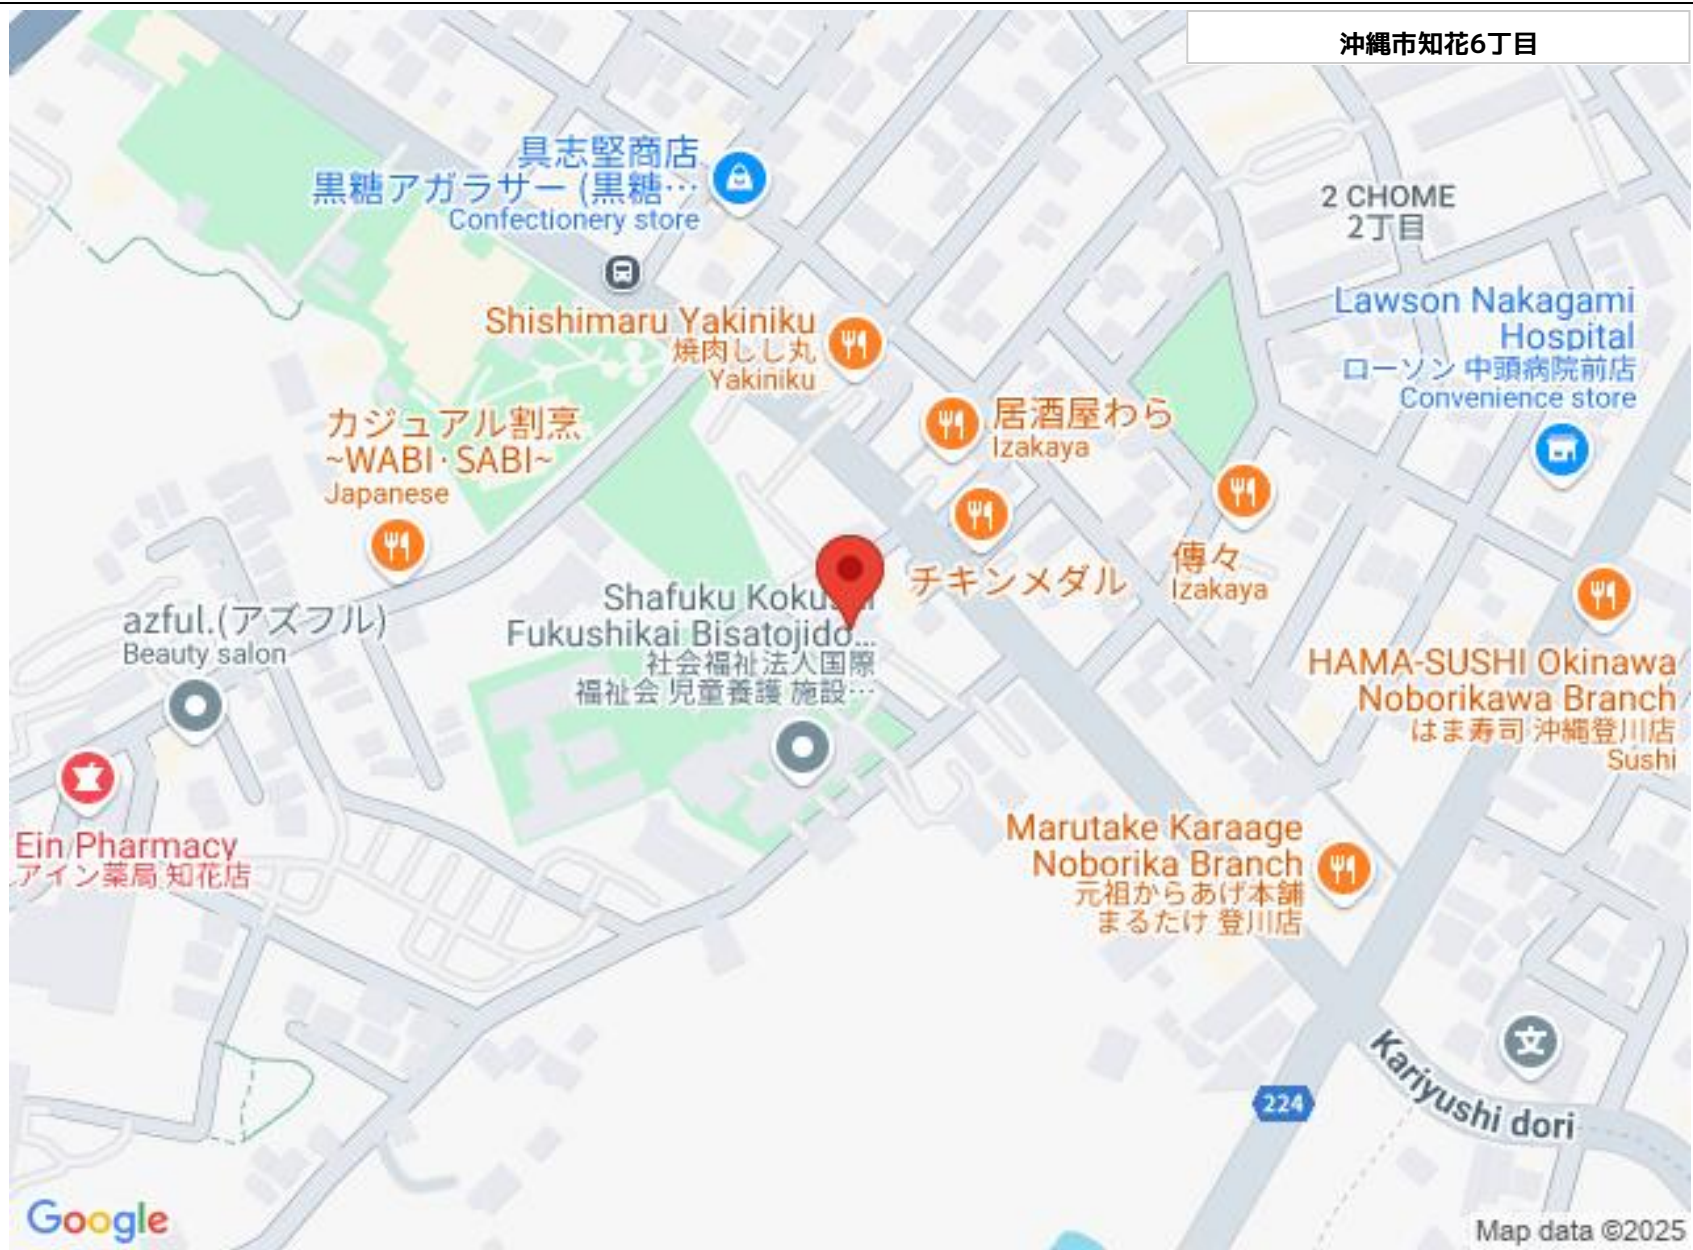 沖縄市知花6丁目
具志堅商店
黒糖アガラサー (黒糖…
Confectionery store
2 CHOME
2丁目
Shishimaru Yakiniku
焼肉しし丸
Yakiniku
Lawson Nakagami
Hospital
ローソン 中頭病院前店
Convenience store
カジュアル割烹
~WABI·SABI~
Japanese
居酒屋わら
Izakaya
チキンメダル
傳々
Izakaya
azful.(アズフル)
Beauty salon
Shafuku
Fukushikai Bisatojido...
社会福祉法人国際
福祉会 児童養護 施設…
HAMA-SUSHI Okinawa
Noborikawa Branch
はま寿司 沖縄登川店
Sushi
Ein Pharmacy
アイン薬局 知花店
Marutake Karaage
Noborika Branch
元祖からあげ本舗
まるたけ 登川店
文
224
Kariyushi dori
Google
Map data ©2025